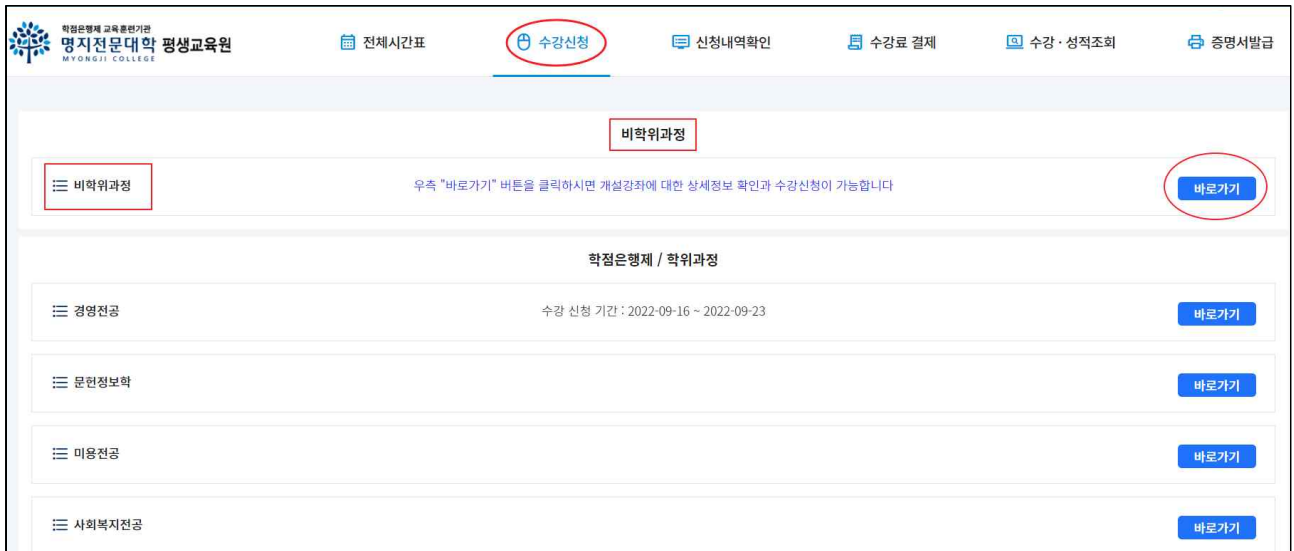 학점은행제 교육훈련기관
명지전문대학 평생교육원
MYONGJI COLLEGE
전체시간표
수강신청
신청내역확인
수강료 결제
수강 · 성적조회
증명서발급
비학위과정
비학위과정
우측 "바로가기" 버튼을 클릭하시면 개설강좌에 대한 상세정보 확인과 수강신청이 가능합니다
바로가기
학점은행제 / 학위과정
경영전공
수강 신청 기간 : 2022-09-16 ~ 2022-09-23
바로가기
문헌정보학
바로가기
미용전공
바로가기
사회복지전공
바로가기